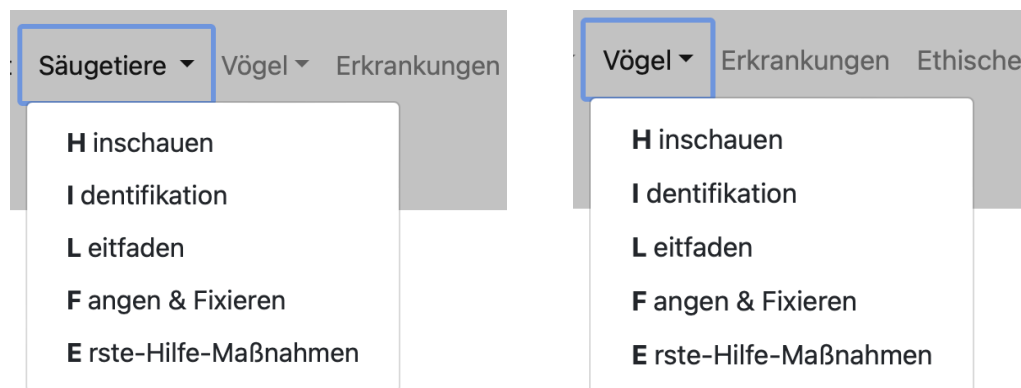 Säugetiere Vögel Erkrankungen
H inschauen
I dentifikation
L eitfaden
F angen & Fixieren
E rste-Hilfe-Maßnahmen
Vögel Erkrankungen Ethische
H inschauen
I dentifikation
L eitfaden
F angen & Fixieren
E rste-Hilfe-Maßnahmen